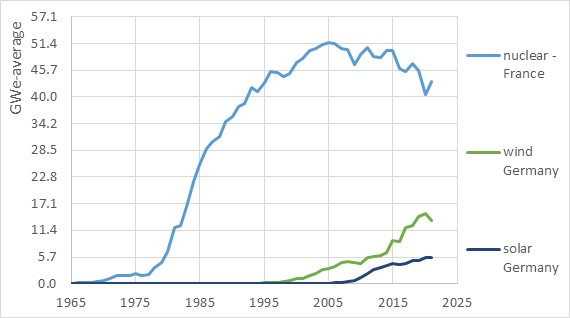 57.1
51.4
45.7
40.0
34.2
28.5
22.8
17.1
11.4
5.7
0.0
GWe-average
1965 1975 1985 1995 2005 2015 2025
nuclear -
France
wind
Germany
solar
Germany